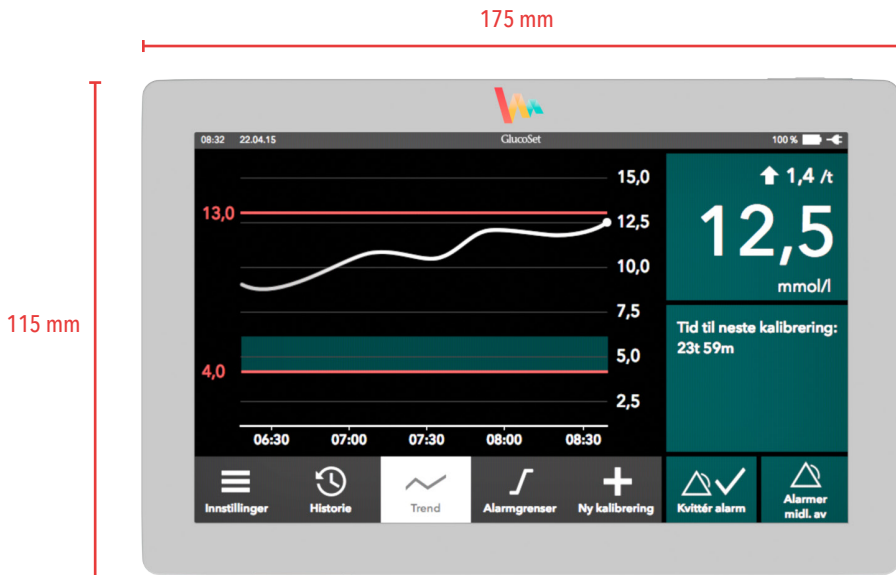 175 mm
115 mm
08:32 22.04.15 GlucoSet 100 %
15,0
13,0
12,5
10,0
7,5
5,0
4,0
2,5
06:30 07:00 07:30 08:00 08:30
1,4 /t
12,5
mmol/l
Tid til neste kalibrering:
23t 59m
Innstillinger
Historie
Trend
Alarmgrenser
Ny kalibrering
Kvittér alarm
Alarmer
midl. av